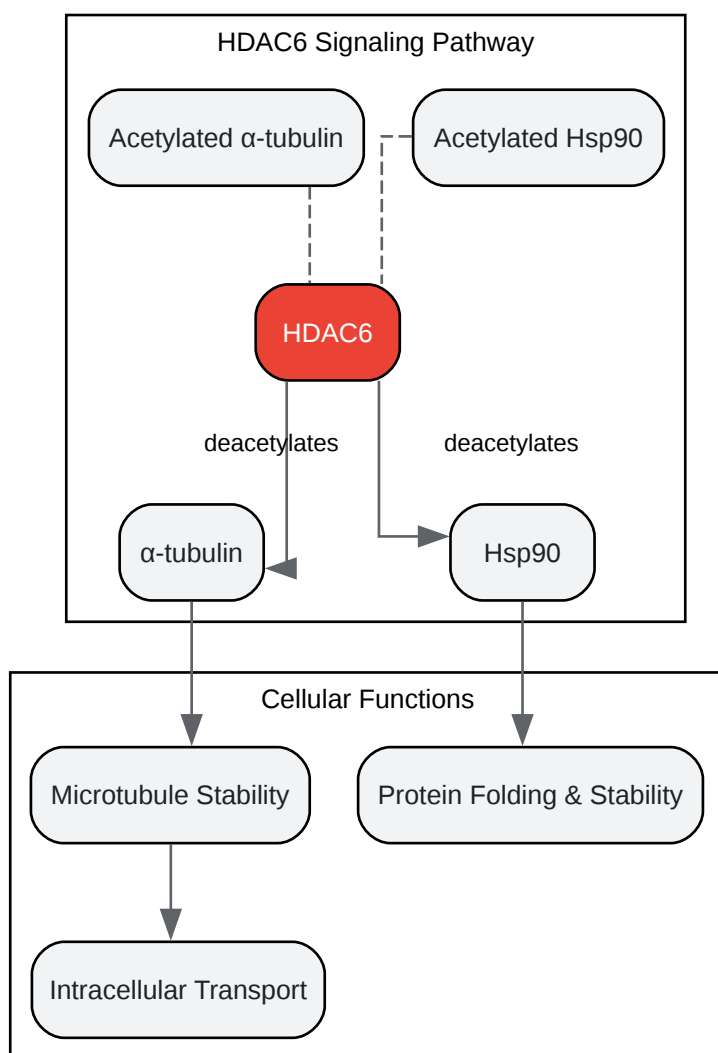 HDAC6 Signaling Pathway
Acetylated α-tubulin
Acetylated Hsp90
HDAC6
deacetylates
deacetylates
α-tubulin
Hsp90
Cellular Functions
Microtubule Stability
Protein Folding & Stability
Intracellular Transport